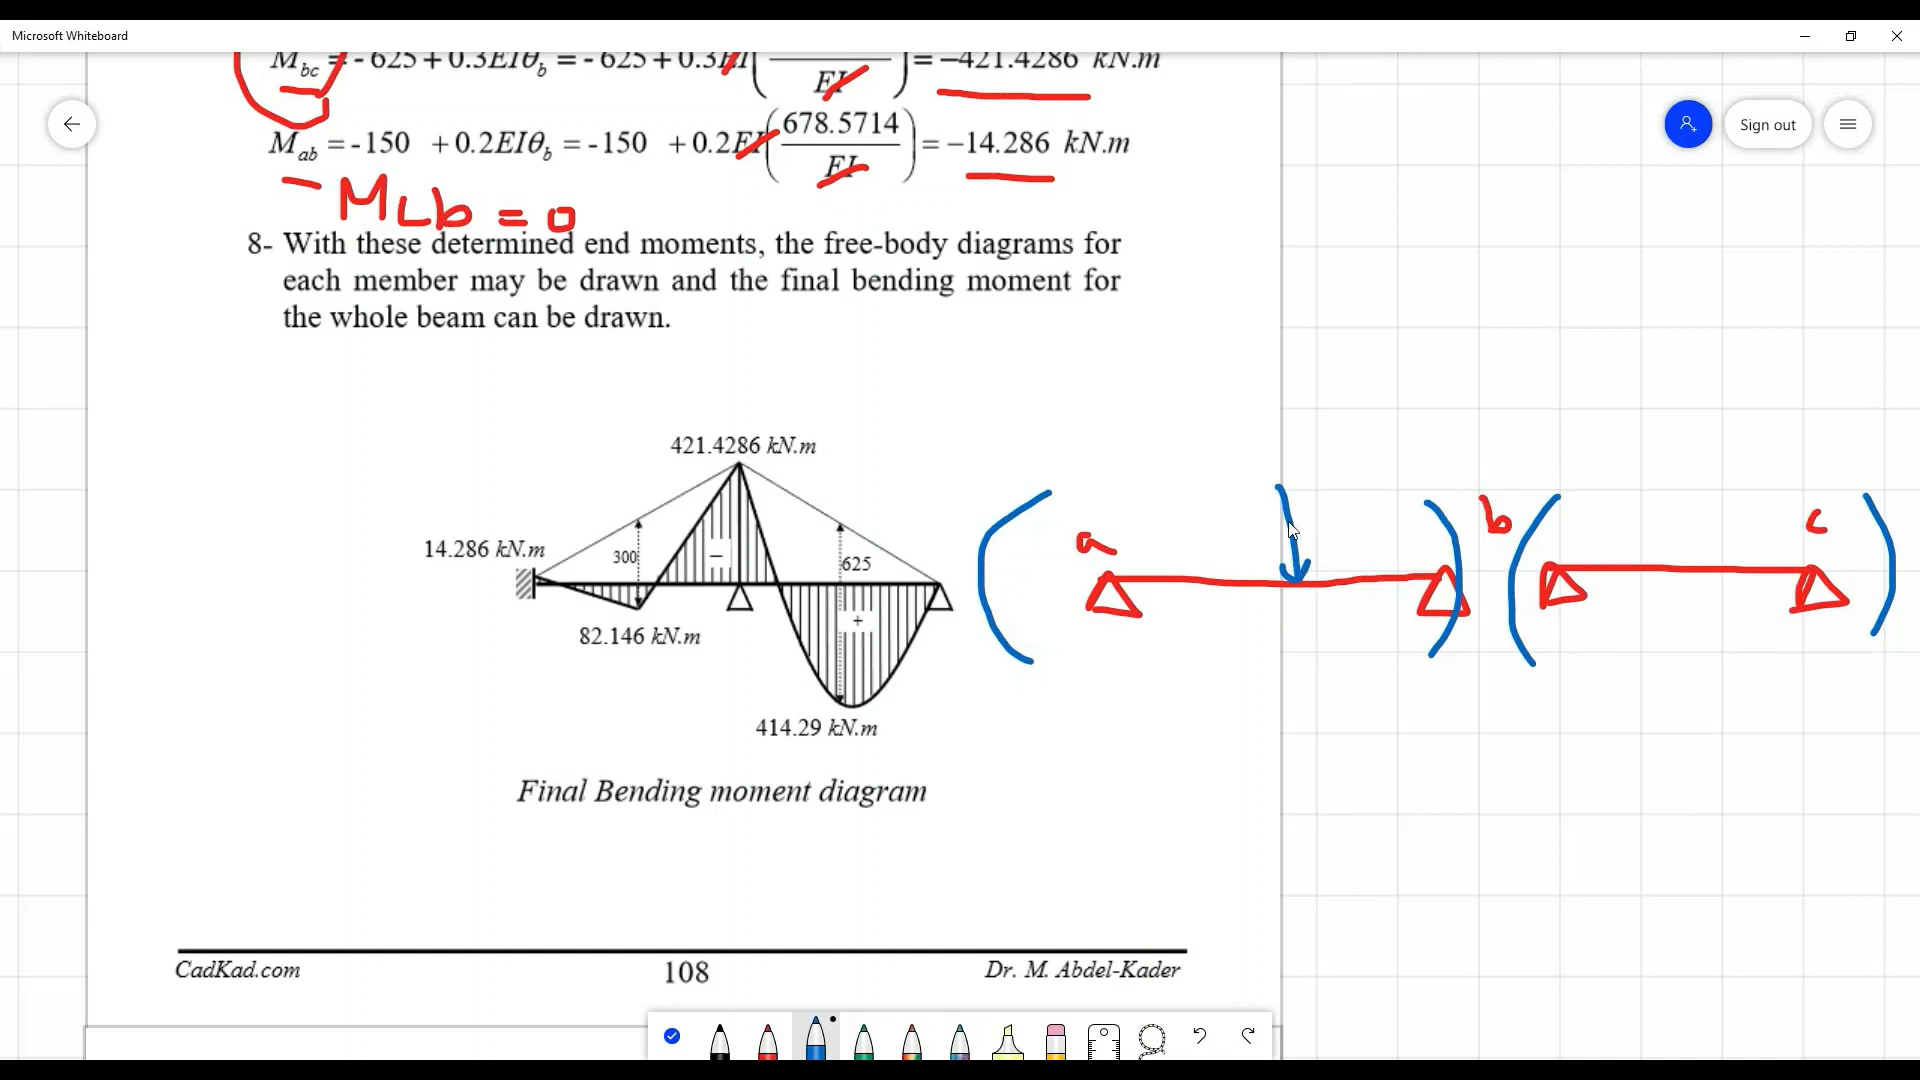 Microsoft Whiteboard
Sign out
M_bc = - 625 + 0.3EIθ_b = - 625 + 0.3EI( / EI) = −421.4286 kN.m
M_ab = -150 + 0.2EIθ_b = -150 + 0.2EI(678.5714 / EI) = −14.286 kN.m
= 0
8- With these determined end moments, the free-body diagrams for
each member may be drawn and the final bending moment for
the whole beam can be drawn.
421.4286 kN.m
14.286 kN.m
300
−
625
+
82.146 kN.m
414.29 kN.m
a
b
c
Final Bending moment diagram
CadKad.com 108 Dr. M. Abdel-Kader